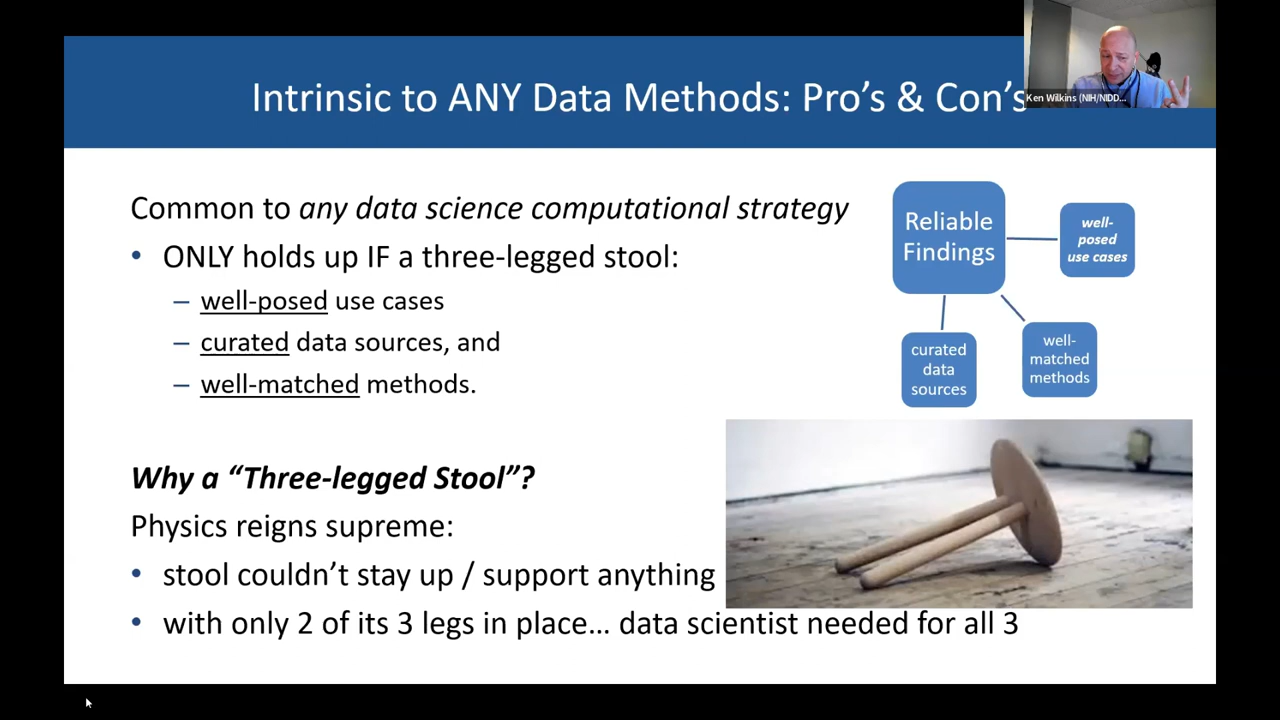 Intrinsic to ANY Data Methods: Pro’s & Con’s
Ken Wilkins (NIH/NIDD...
Common to any data science computational strategy
• ONLY holds up IF a three-legged stool:
– well-posed use cases
– curated data sources, and
– well-matched methods.
Reliable
Findings
well-
posed
use cases
curated
data
sources
well-
matched
methods
Why a “Three-legged Stool”?
Physics reigns supreme:
• stool couldn’t stay up / support anything
• with only 2 of its 3 legs in place... data scientist needed for all 3